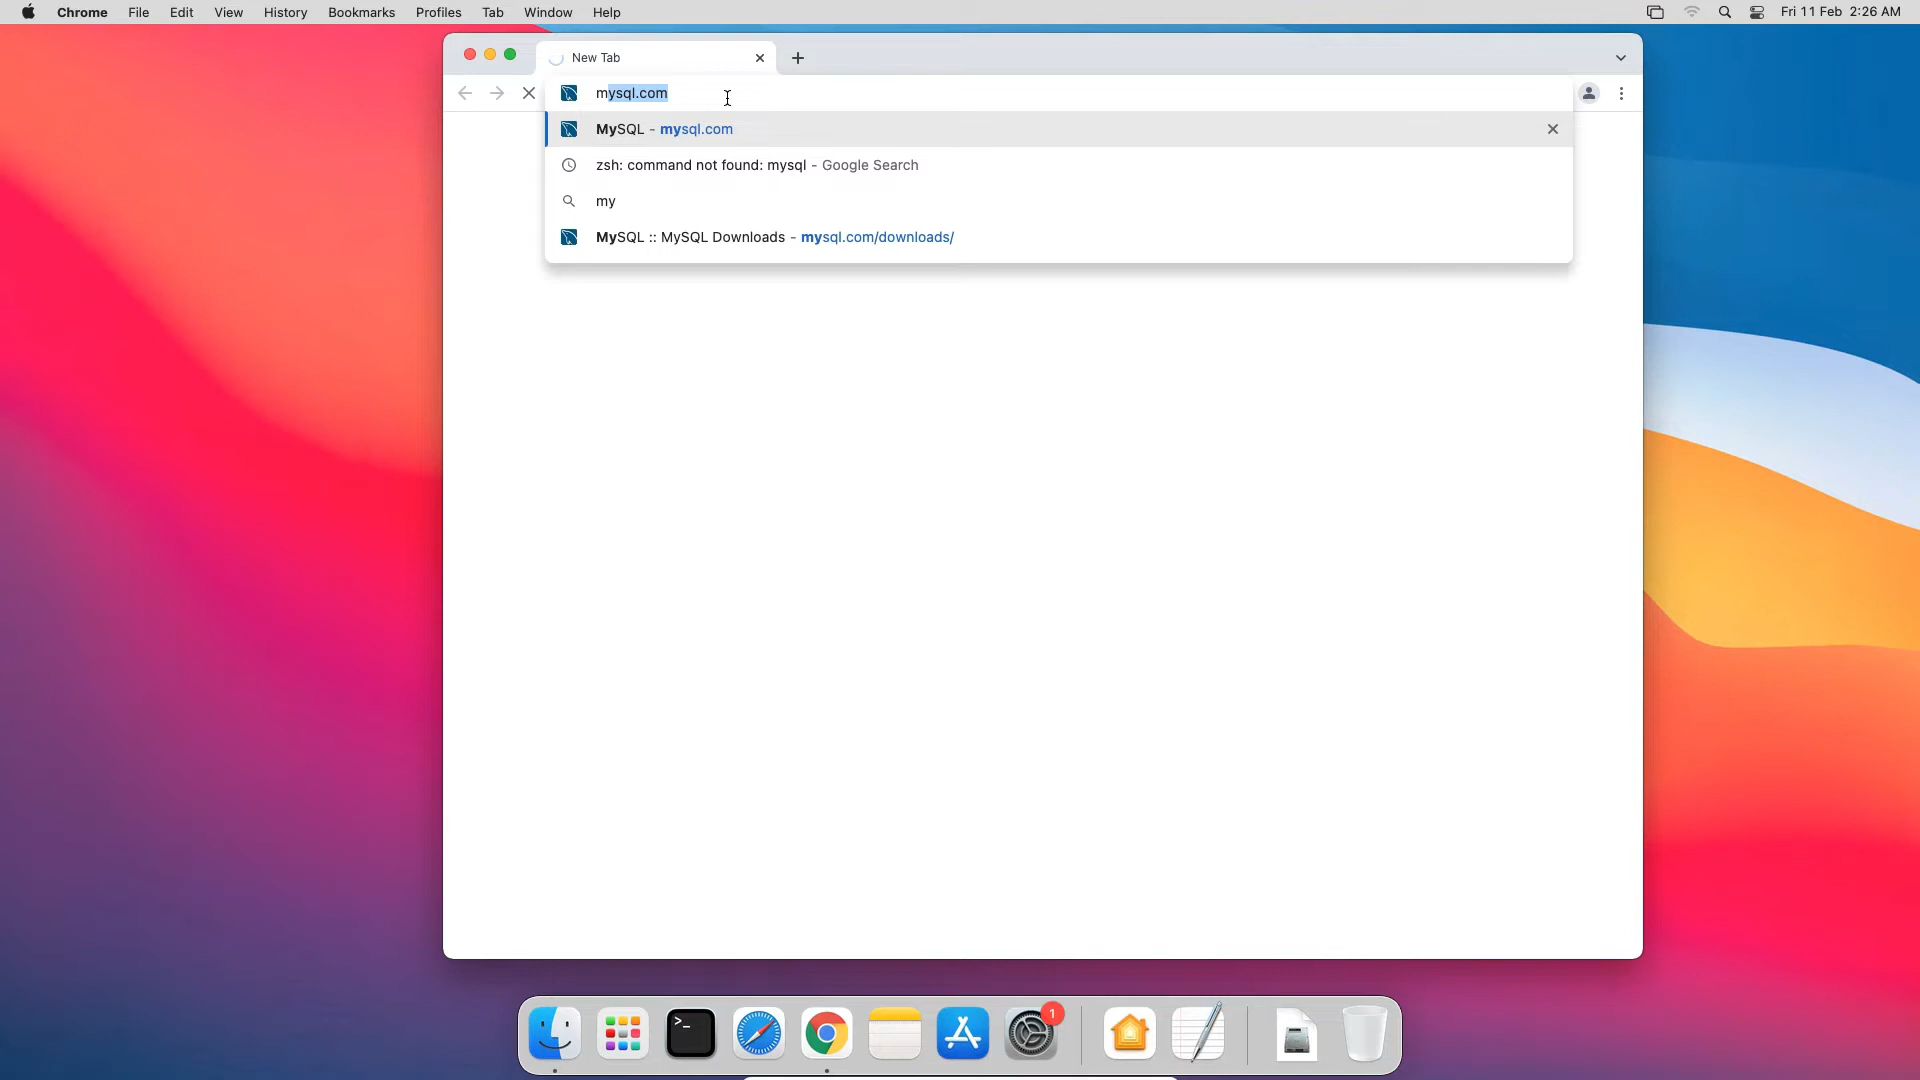 Chrome File Edit View History Bookmarks Profiles Tab Window Help Fri 11 Feb 2:26 AM
New Tab
mysql.com
MySQL - mysql.com
zsh: command not found: mysql - Google Search
my
MySQL :: MySQL Downloads - mysql.com/downloads/
>_
1